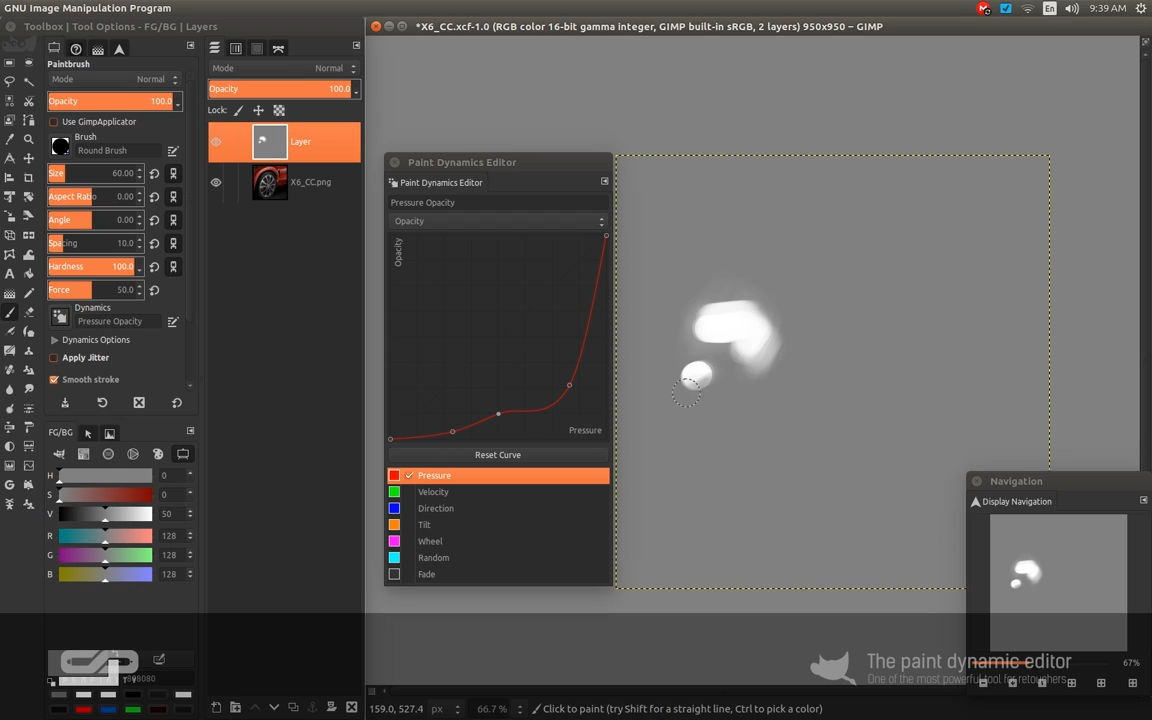 GNU Image Manipulation Program
En
9:39 AM
Toolbox | Tool Options - FG/BG | Layers
*X6_CC.xcf-1.0 (RGB color 16-bit gamma integer, GIMP built-in sRGB, 2 layers) 950x950 – GIMP
Paintbrush
Mode Normal
Opacity 100.0
Use GimpApplicator
Brush
Round Brush
Size 60.00
Aspect Ratio 0.00
Angle 0.00
Spacing 10.0
Hardness 100.0
Force 50.0
Dynamics
Pressure Opacity
Dynamics Options
Apply Jitter
Smooth stroke
FG/BG
H 0
S 0
V 50
R 128
G 128
B 128
808080
Mode Normal
Opacity 100.0
Lock:
Layer
X6_CC.png
Paint Dynamics Editor
Paint Dynamics Editor
Pressure Opacity
Opacity
Opacity
Pressure
Reset Curve
Pressure
Velocity
Direction
Tilt
Wheel
Random
Fade
Navigation
Display Navigation
67%
The paint dynamic editor
One of the most powerful tool for retouchers
159.0, 527.4 px 66.7 % Click to paint (try Shift for a straight line, Ctrl to pick a color)